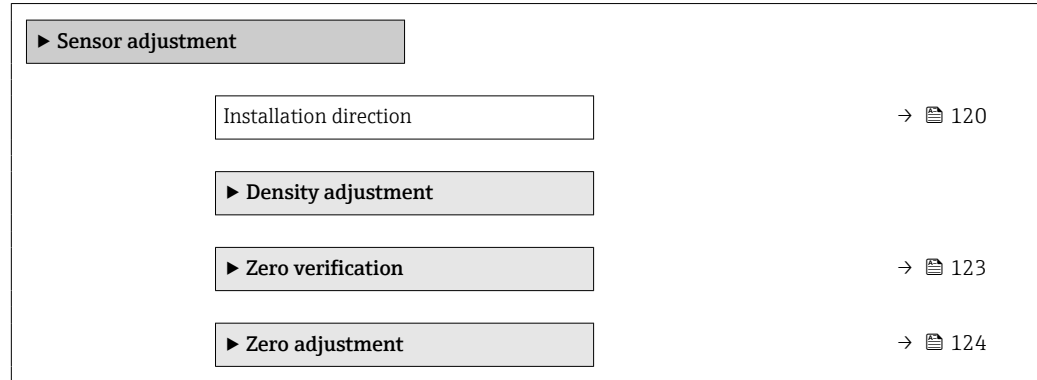 ▶ Sensor adjustment
Installation direction → 120
▶ Density adjustment
▶ Zero verification → 123
▶ Zero adjustment → 124